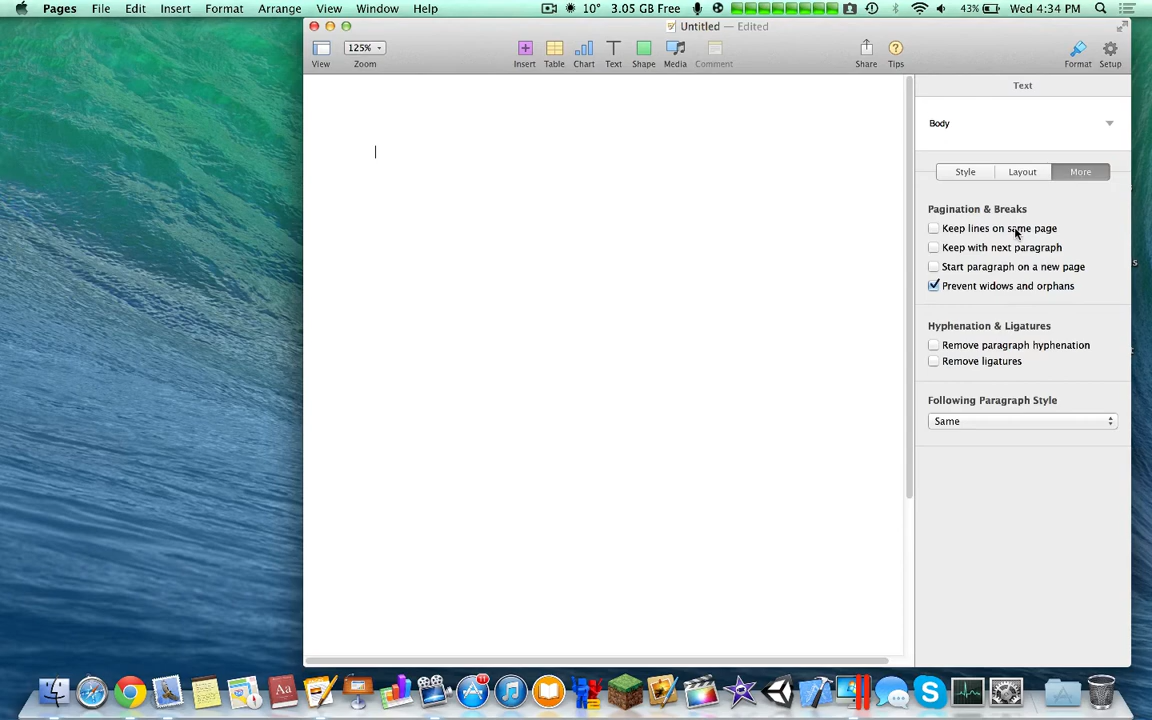 Pages File Edit Insert Format Arrange View Window Help 10° 3.05 GB Free 43% Wed 4:34 PM
Untitled — Edited
125%
View Zoom Insert Table Chart Text Shape Media Comment Share Tips Format Setup
Text
Body
Style Layout More
Pagination & Breaks
Keep lines on same page
Keep with next paragraph
Start paragraph on a new page
Prevent widows and orphans
Hyphenation & Ligatures
Remove paragraph hyphenation
Remove ligatures
Following Paragraph Style
Same
11
Aa